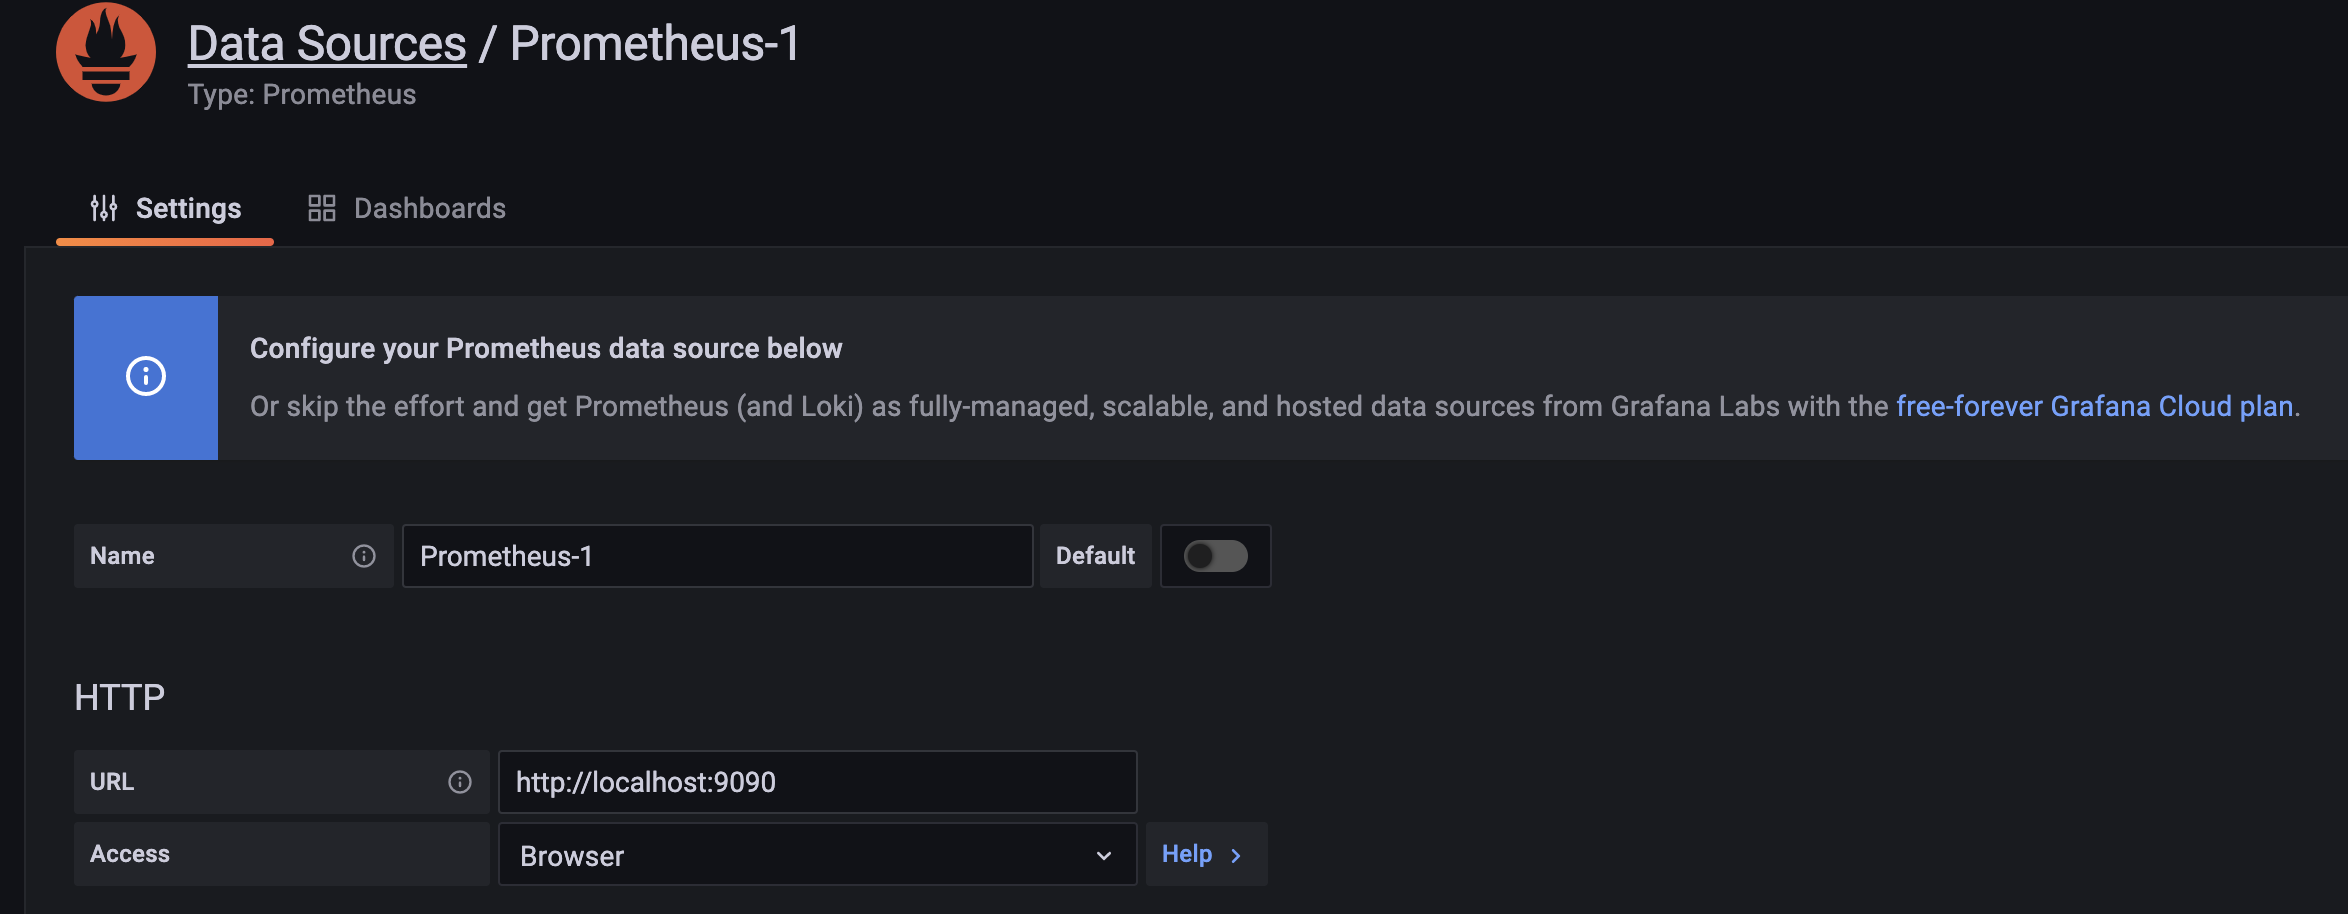 Data Sources / Prometheus-1
Type: Prometheus
Settings
Dashboards
Configure your Prometheus data source below
Or skip the effort and get Prometheus (and Loki) as fully-managed, scalable, and hosted data sources from Grafana Labs with the free-forever Grafana Cloud plan.
Name
Prometheus-1
Default
HTTP
URL
http://localhost:9090
Access
Browser
Help